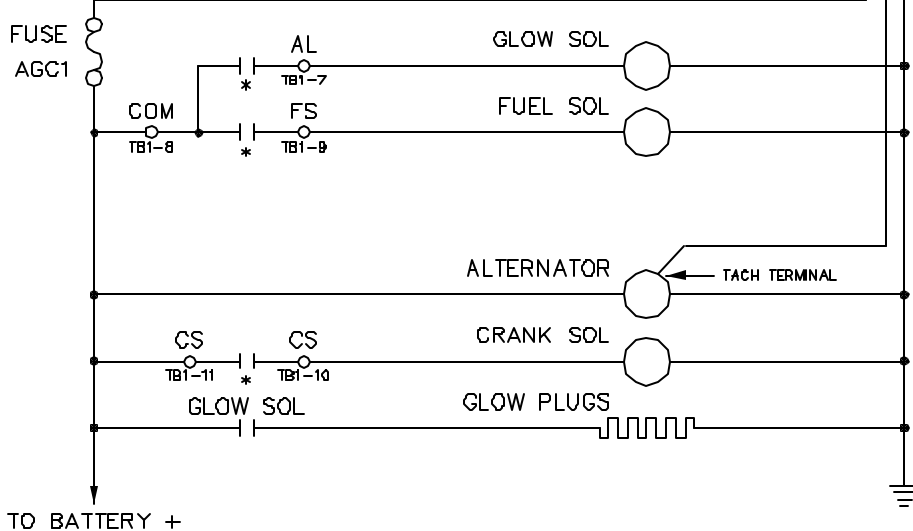 FUSE
AGC1
AL
GLOW SOL
*
TB1-7
COM
FS
FUEL SOL
TB1-8
*
TB1-9
ALTERNATOR
TACH TERMINAL
CS
CS
CRANK SOL
TB1-11
*
TB1-10
GLOW SOL
GLOW PLUGS
TO BATTERY +